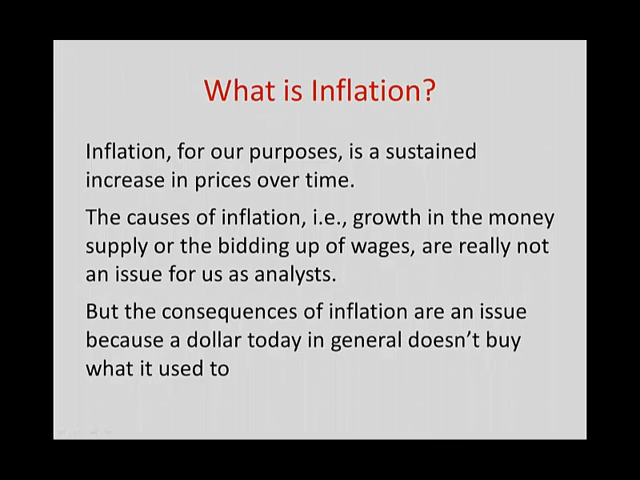 What is Inflation?
Inflation, for our purposes, is a sustained
increase in prices over time.
The causes of inflation, i.e., growth in the money
supply or the bidding up of wages, are really not
an issue for us as analysts.
But the consequences of inflation are an issue
because a dollar today in general doesn’t buy
what it used to